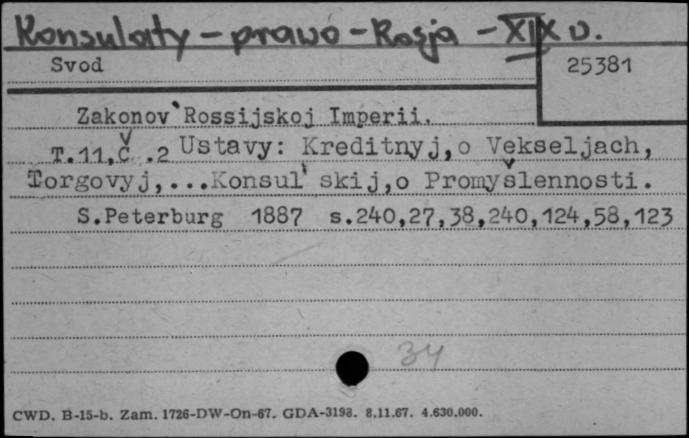 Konsulaty - prawo - Rosja - XIX w.
Svod 25381
Zakonov Rossijskoj Imperii.
T.11,č .2 Ustavy: Kreditnyj,o Vekseljach,
Torgovyj,...Konsul'skij,o Promyšlennosti.
S.Peterburg 1887 s.240,27,38,240,124,58,123
34
CWD. B-15-b. Zam. 1726-DW-On-67. GDA-3198. 8.11.67. 4.630.000.